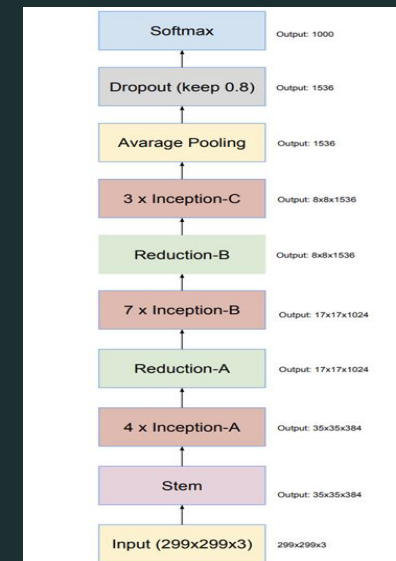 Softmax Output: 1000
Dropout (keep 0.8) Output: 1536
Avarage Pooling Output: 1536
3 x Inception-C Output: 8x8x1536
Reduction-B Output: 8x8x1536
7 x Inception-B Output: 17x17x1024
Reduction-A Output: 17x17x1024
4 x Inception-A Output: 35x35x384
Stem Output: 35x35x384
Input (299x299x3) 299x299x3